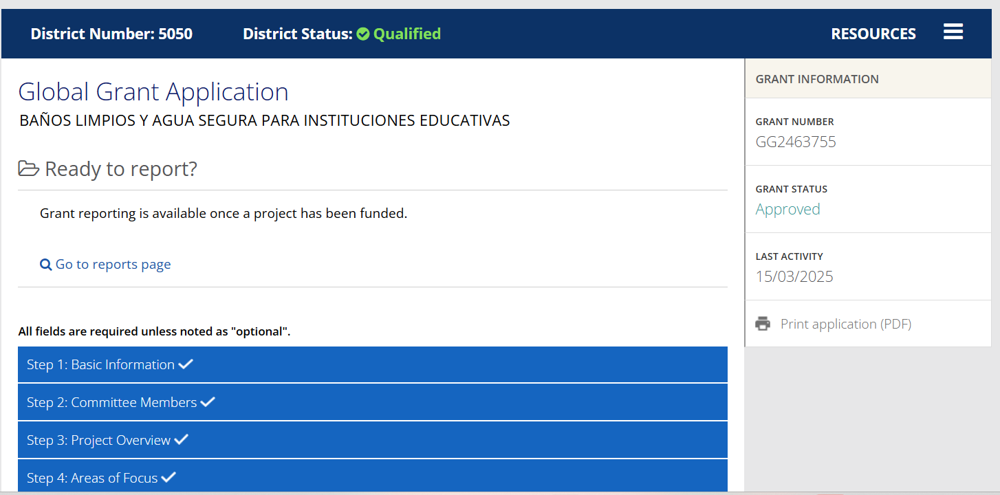 District Number: 5050 District Status: Qualified RESOURCES
Global Grant Application
BAÑOS LIMPIOS Y AGUA SEGURA PARA INSTITUCIONES EDUCATIVAS
Ready to report?
Grant reporting is available once a project has been funded.
Go to reports page
All fields are required unless noted as "optional".
Step 1: Basic Information
Step 2: Committee Members
Step 3: Project Overview
Step 4: Areas of Focus
GRANT INFORMATION
GRANT NUMBER
GG2463755
GRANT STATUS
Approved
LAST ACTIVITY
15/03/2025
Print application (PDF)